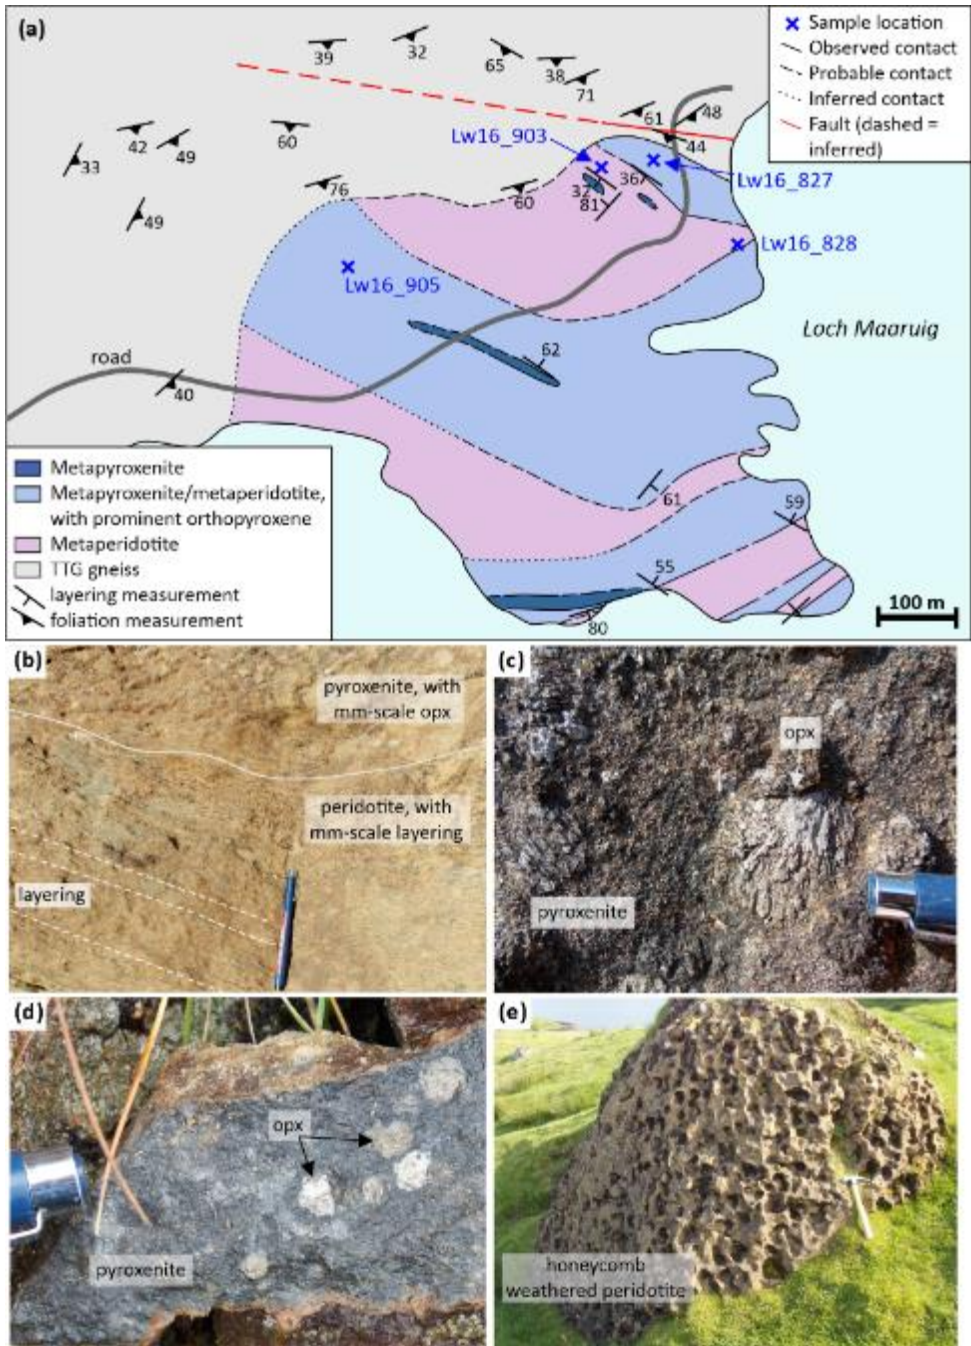 (a)
39
32
65
38
71
61
48
44
Sample location
Observed contact
Probable contact
Inferred contact
Fault (dashed =
inferred)
33
42
49
60
49
76
60
Lw16_903
32
81
36
Lw16_827
Lw16_828
Lw16_905
Loch Maaruig
road
40
62
61
59
55
80
100 m
Metapyroxenite
Metapyroxenite/metaperidotite,
with prominent orthopyroxene
Metaperidotite
TTG gneiss
layering measurement
foliation measurement
(b)
pyroxenite, with
mm-scale opx
peridotite, with
mm-scale layering
layering
(c)
opx
pyroxenite
(d)
opx
pyroxenite
(e)
honeycomb
weathered peridotite